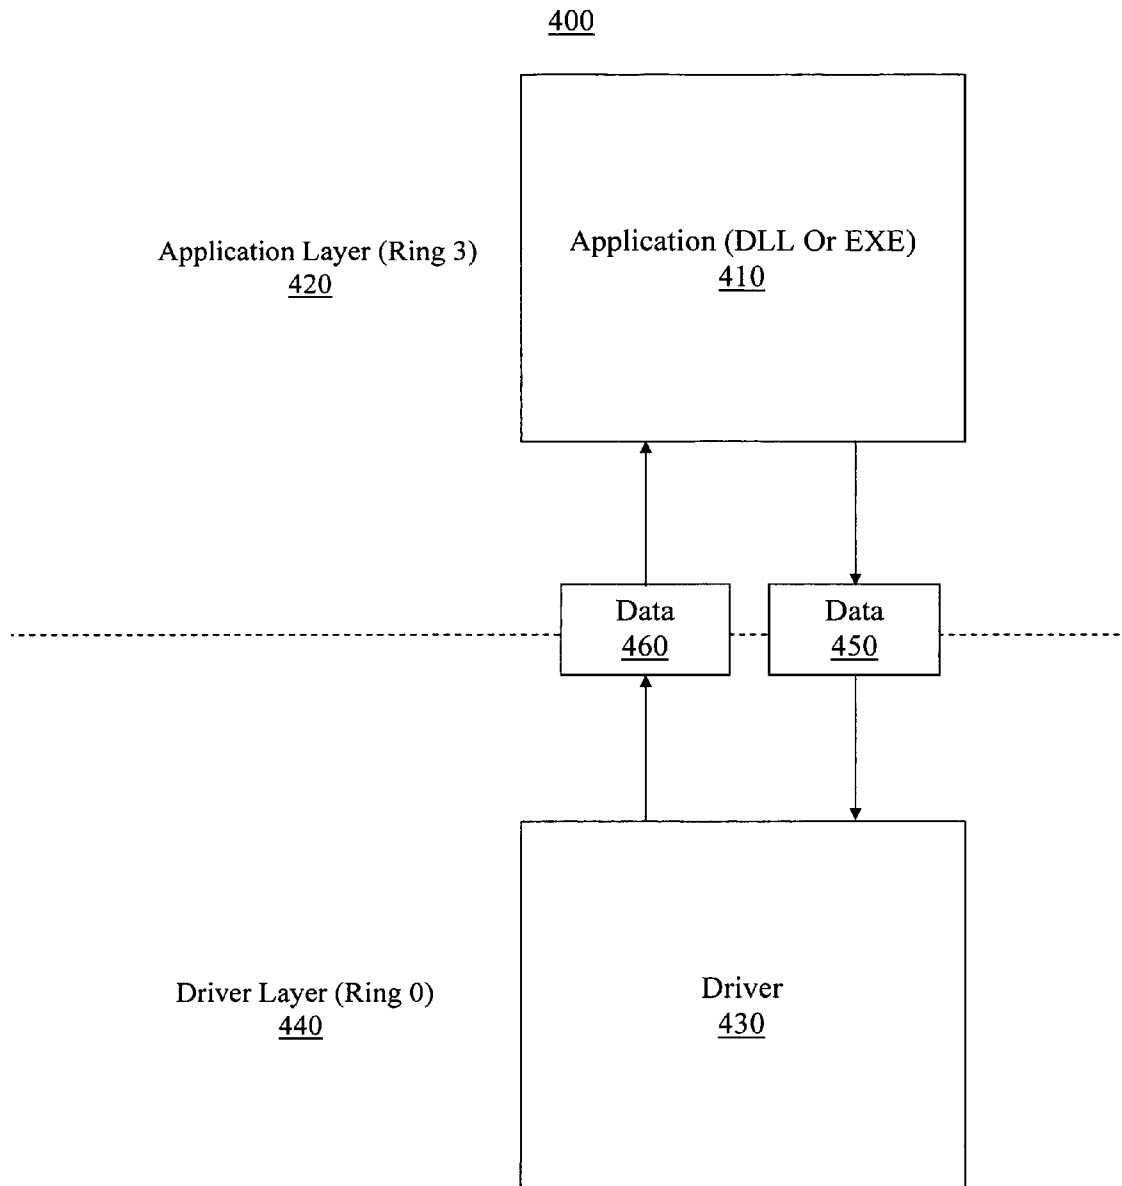 400
Application Layer (Ring 3)
420
Application (DLL Or EXE)
410
Data
460
Data
450
Driver Layer (Ring 0)
440
Driver
430